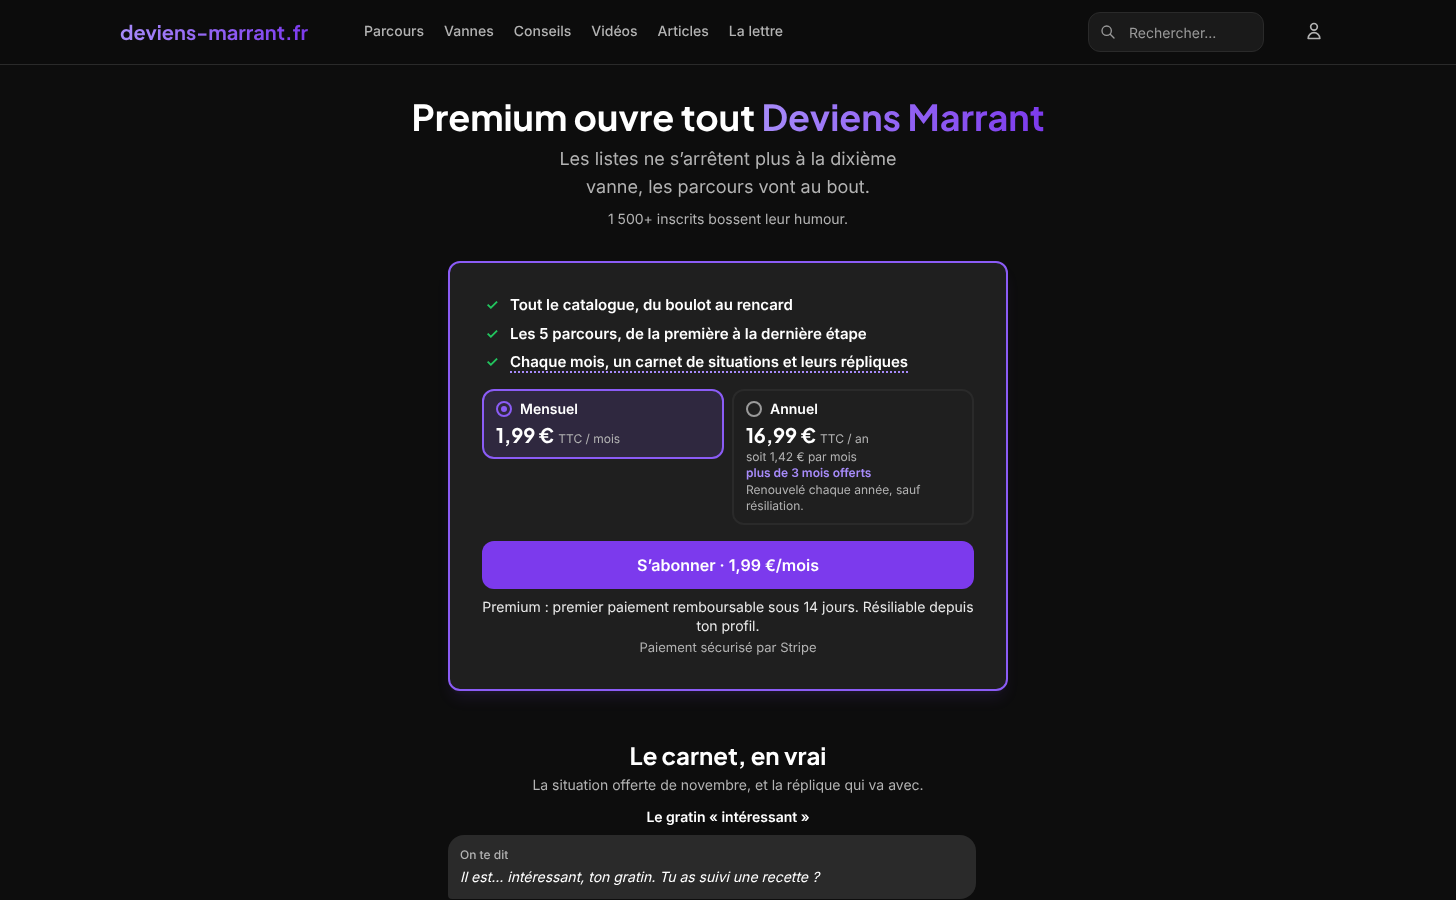 deviens-marrant.fr
Parcours
Vannes
Conseils
Vidéos
Articles
La lettre
Rechercher...
Premium ouvre tout Deviens Marrant
Les listes ne s’arrêtent plus à la dixième
vanne, les parcours vont au bout.
1 500+ inscrits bossent leur humour.
Tout le catalogue, du boulot au rencard
Les 5 parcours, de la première à la dernière étape
Chaque mois, un carnet de situations et leurs répliques
Mensuel
1,99 € TTC / mois
Annuel
16,99 € TTC / an
soit 1,42 € par mois
plus de 3 mois offerts
Renouvelé chaque année, sauf
résiliation.
S’abonner · 1,99 €/mois
Premium : premier paiement remboursable sous 14 jours. Résiliable depuis
ton profil.
Paiement sécurisé par Stripe
Le carnet, en vrai
La situation offerte de novembre, et la réplique qui va avec.
Le gratin « intéressant »
On te dit
Il est… intéressant, ton gratin. Tu as suivi une recette ?